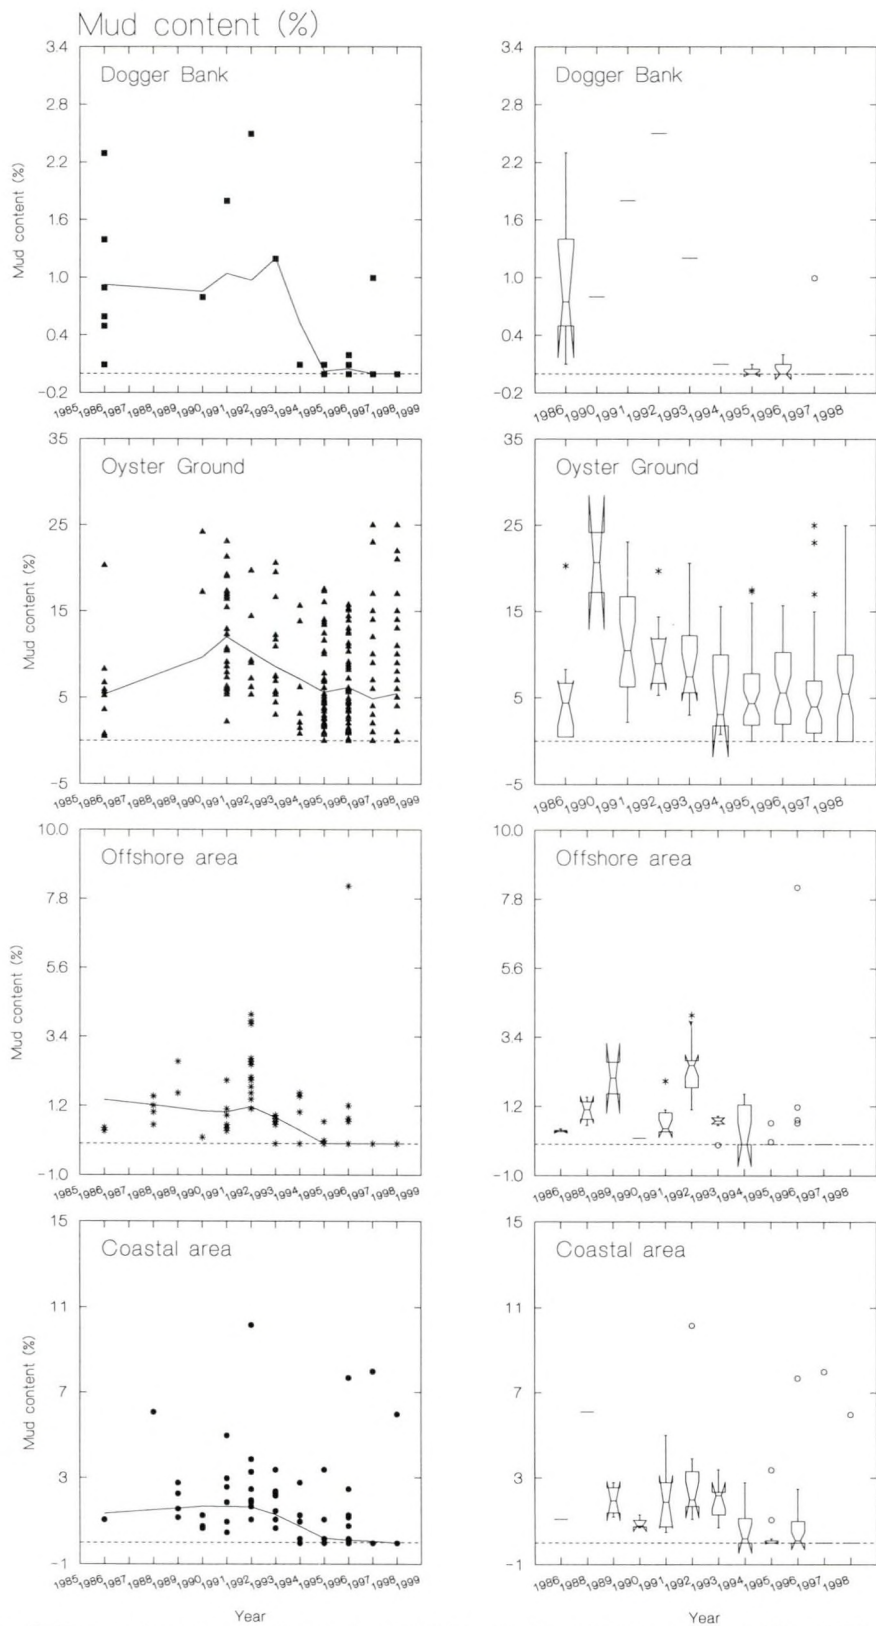 Mud content (%)
Dogger Bank
Mud content (%)
3.4
2.8
2.2
1.6
1.0
0.4
-0.2
1985 1986 1987 1988 1989 1990 1991 1992 1993 1994 1995 1996 1997 1998 1999
Dogger Bank
3.4
2.8
2.2
1.6
1.0
0.4
-0.2
1986 1990 1991 1992 1993 1994 1995 1996 1997 1998
Oyster Ground
Mud content (%)
35
25
15
5
-5
1985 1986 1987 1988 1989 1990 1991 1992 1993 1994 1995 1996 1997 1998 1999
Oyster Ground
35
25
15
5
-5
1986 1990 1991 1992 1993 1994 1995 1996 1997 1998
Offshore area
Mud content (%)
10.0
7.8
5.6
3.4
1.2
-1.0
1985 1986 1987 1988 1989 1990 1991 1992 1993 1994 1995 1996 1997 1998 1999
Offshore area
10.0
7.8
5.6
3.4
1.2
-1.0
1986 1988 1989 1990 1991 1992 1993 1994 1995 1996 1997 1998
Coastal area
Mud content (%)
15
11
7
3
-1
1985 1986 1987 1988 1989 1990 1991 1992 1993 1994 1995 1996 1997 1998 1999
Year
Coastal area
15
11
7
3
-1
1986 1988 1989 1990 1991 1992 1993 1994 1995 1996 1997 1998
Year